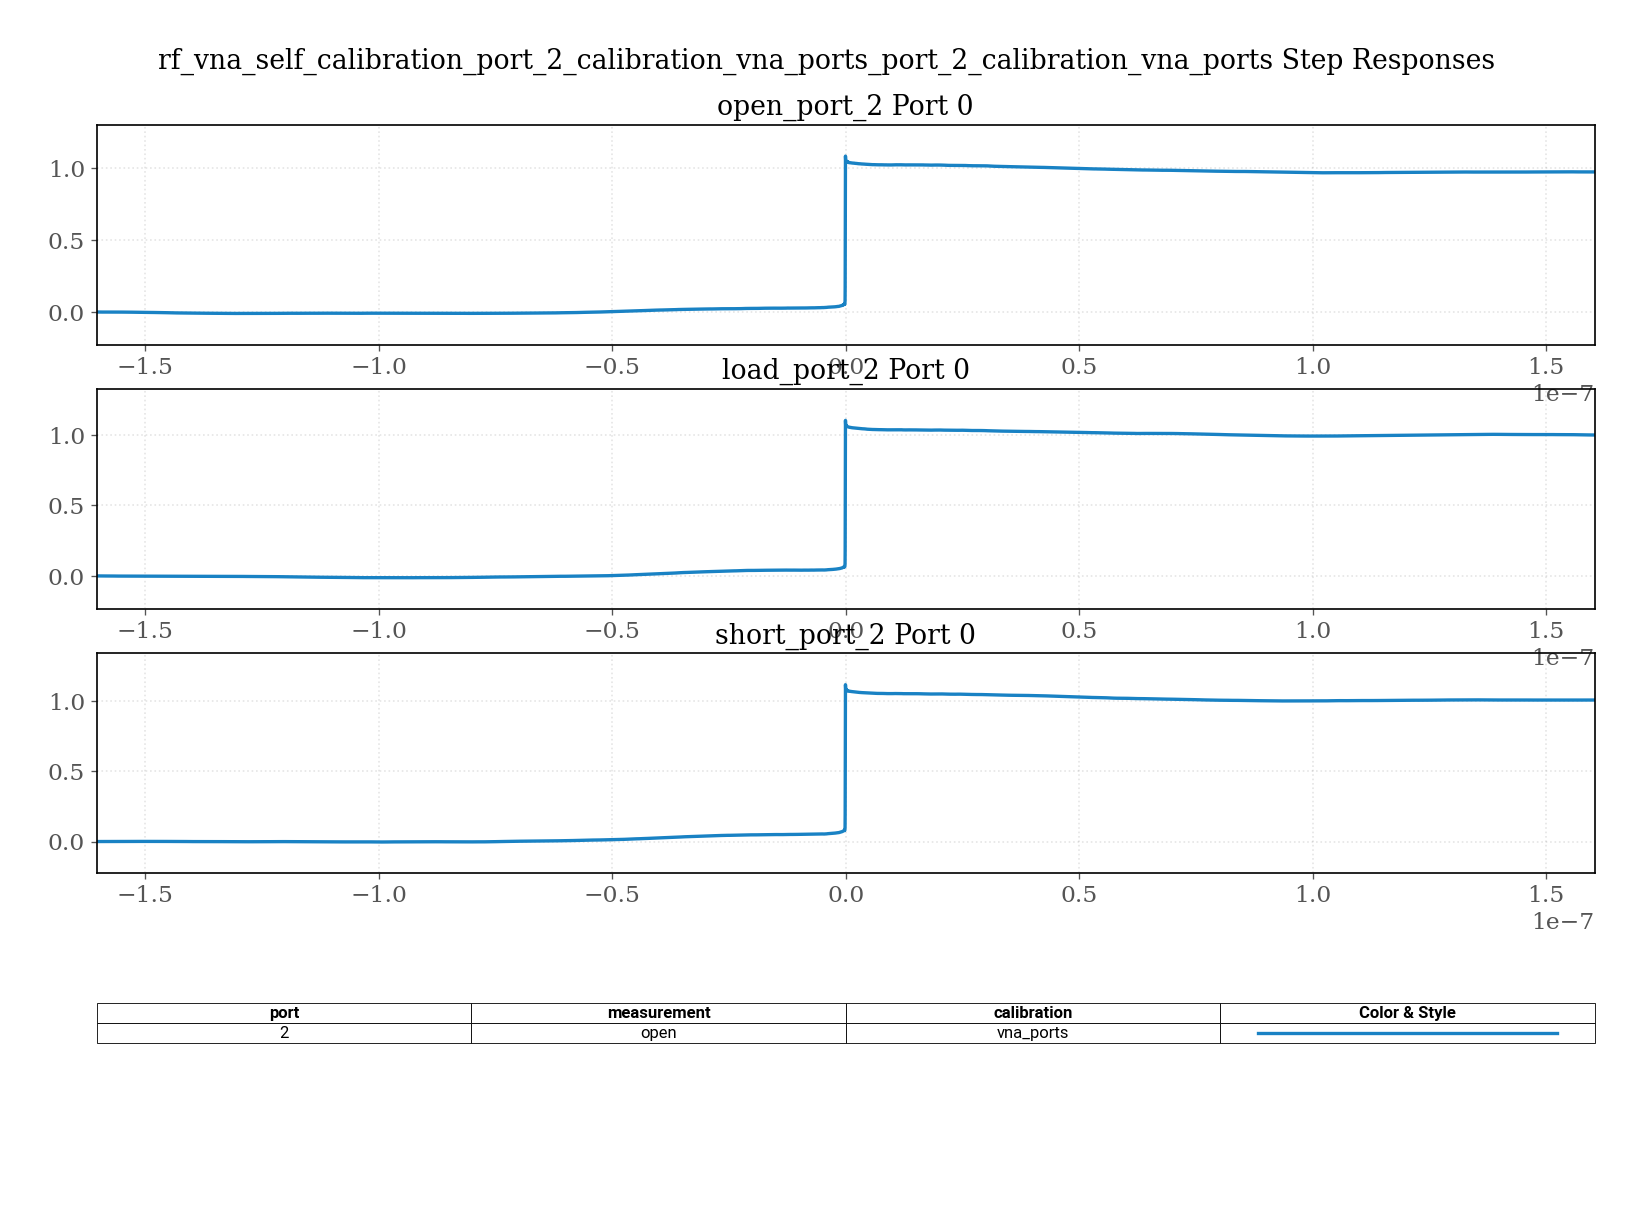 rf_vna_self_calibration_port_2_calibration_vna_ports_port_2_calibration_vna_ports Step Responses
open_port_2 Port 0
1.0
0.5
0.0
−1.5 −1.0 −0.5 0.0 0.5 1.0 1.5
1e−7
load_port_2 Port 0
1.0
0.5
0.0
−1.5 −1.0 −0.5 0.0 0.5 1.0 1.5
1e−7
short_port_2 Port 0
1.0
0.5
0.0
−1.5 −1.0 −0.5 0.0 0.5 1.0 1.5
1e−7
port measurement calibration Color & Style
2 open vna_ports